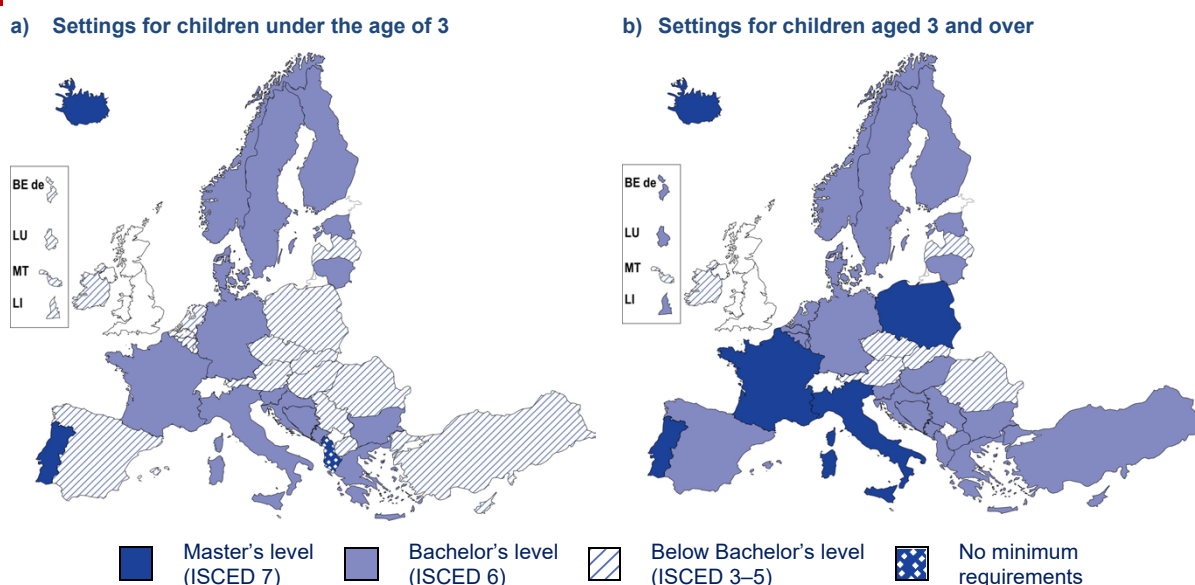 a) Settings for children under the age of 3
b) Settings for children aged 3 and over
BE de
LU
MT
LI
BE de
LU
MT
LI
Master's level
(ISCED 7)
Bachelor's level
(ISCED 6)
Below Bachelor's level
(ISCED 3–5)
No minimum
requirements